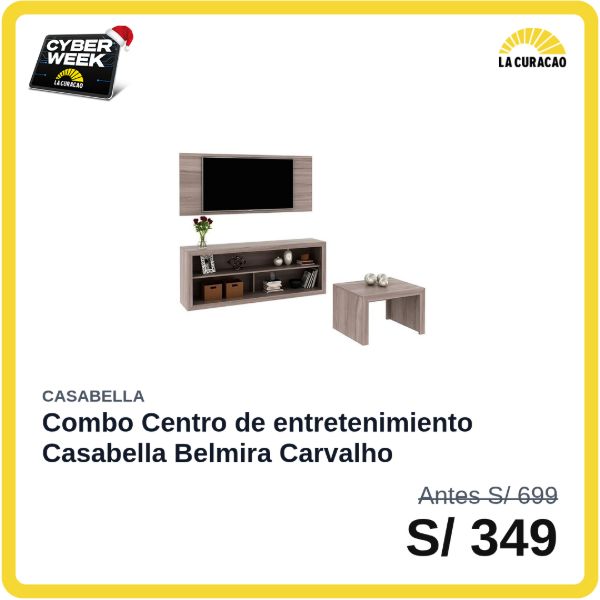 CYBER
WEEK
LA CURACAO
LA CURACAO
CASABELLA
Combo Centro de entretenimiento
Casabella Belmira Carvalho
Antes S/ 699
S/ 349